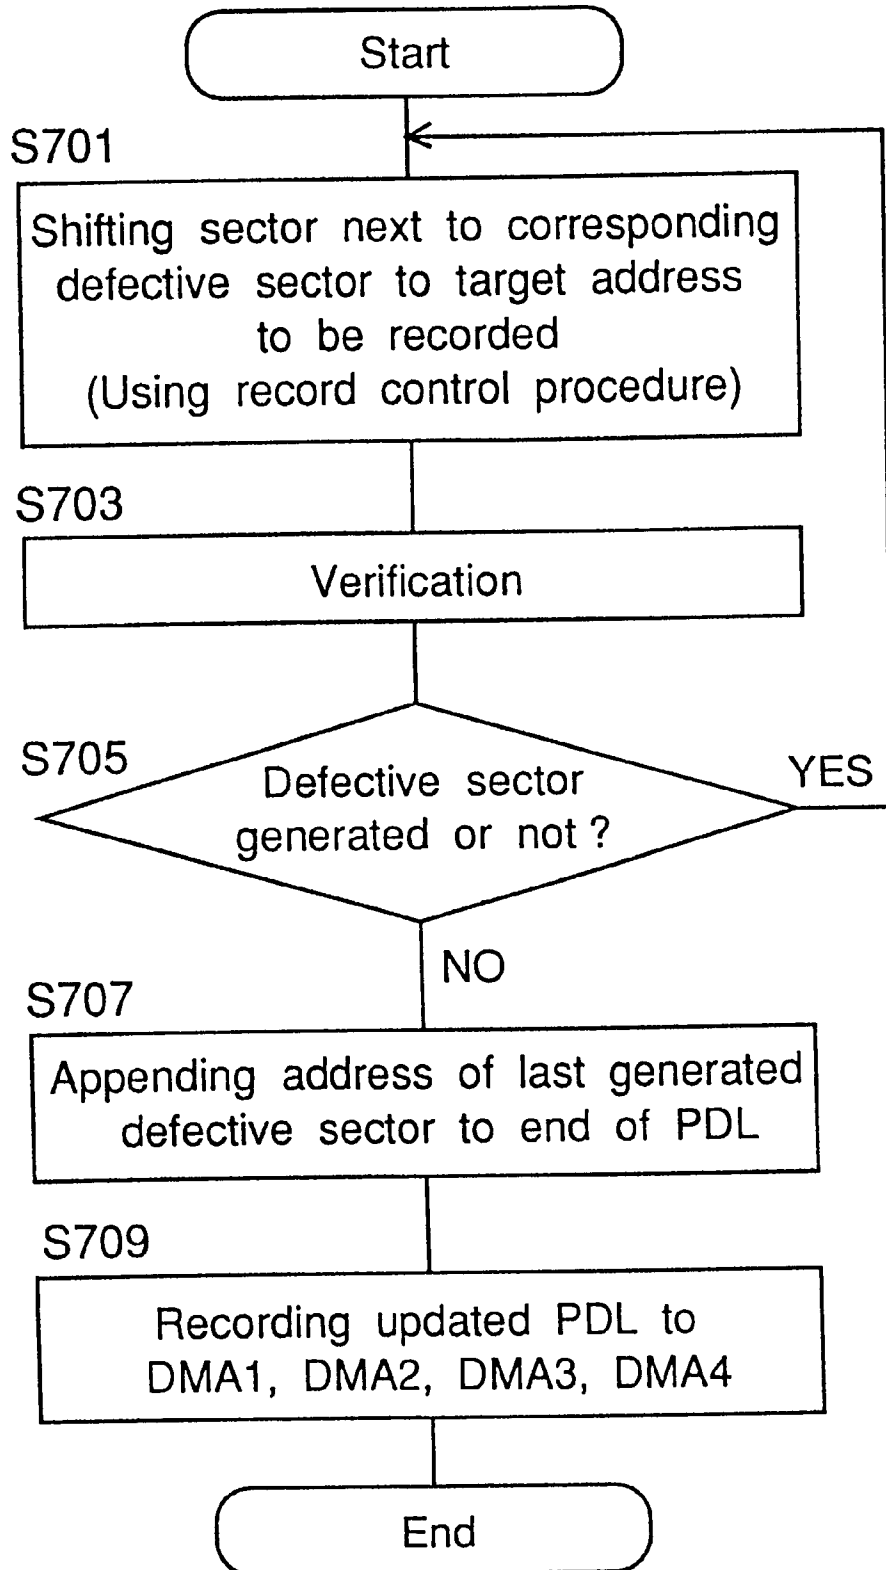 Start
S701
Shifting sector next to corresponding
defective sector to target address
to be recorded
(Using record control procedure)
S703
Verification
S705
Defective sector
generated or not ?
YES
NO
S707
Appending address of last generated
defective sector to end of PDL
S709
Recording updated PDL to
DMA1, DMA2, DMA3, DMA4
End